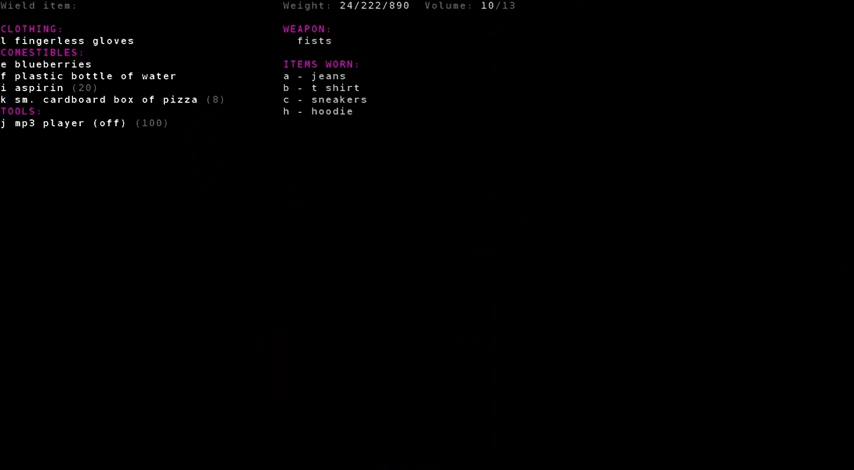 Wield item: Weight: 24/222/890 Volume: 10/13
CLOTHING: WEAPON:
l fingerless gloves fists
COMESTIBLES:
e blueberries ITEMS WORN:
f plastic bottle of water a - jeans
i aspirin (20) b - t shirt
k sm. cardboard box of pizza (8) c - sneakers
TOOLS: h - hoodie
j mp3 player (off) (100)